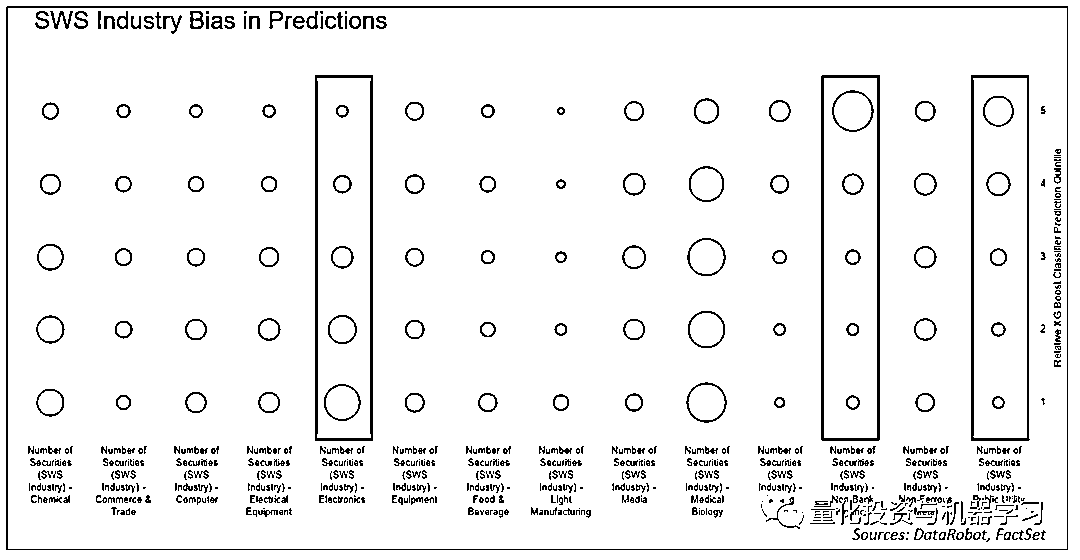 SWS Industry Bias in Predictions
5
4
3
2
1
Relative XG Boost Classifier Prediction Quintile
Number of
Securities
(SWS
Industry) -
Chemical
Number of
Securities
(SWS
Industry) -
Commerce &
Trade
Number of
Securities
(SWS
Industry) -
Computer
Number of
Securities
(SWS
Industry) -
Electrical
Equipment
Number of
Securities
(SWS
Industry) -
Electronics
Number of
Securities
(SWS
Industry) -
Equipment
Number of
Securities
(SWS
Industry) -
Food &
Beverage
Number of
Securities
(SWS
Industry) -
Light
Manufacturing
Number of
Securities
(SWS
Industry) -
Media
Number of
Securities
(SWS
Industry) -
Medical
Biology
Number of
Securities
(SWS
Industry) -
Number of
Securities
(SWS
Industry) -
Non-Bank
Number of
Securities
(SWS
Industry) -
Non-Ferrous
Metal
Number of
Securities
(SWS
Industry) -
Public Utility
量化投资与机器学习
Sources: DataRobot, FactSet